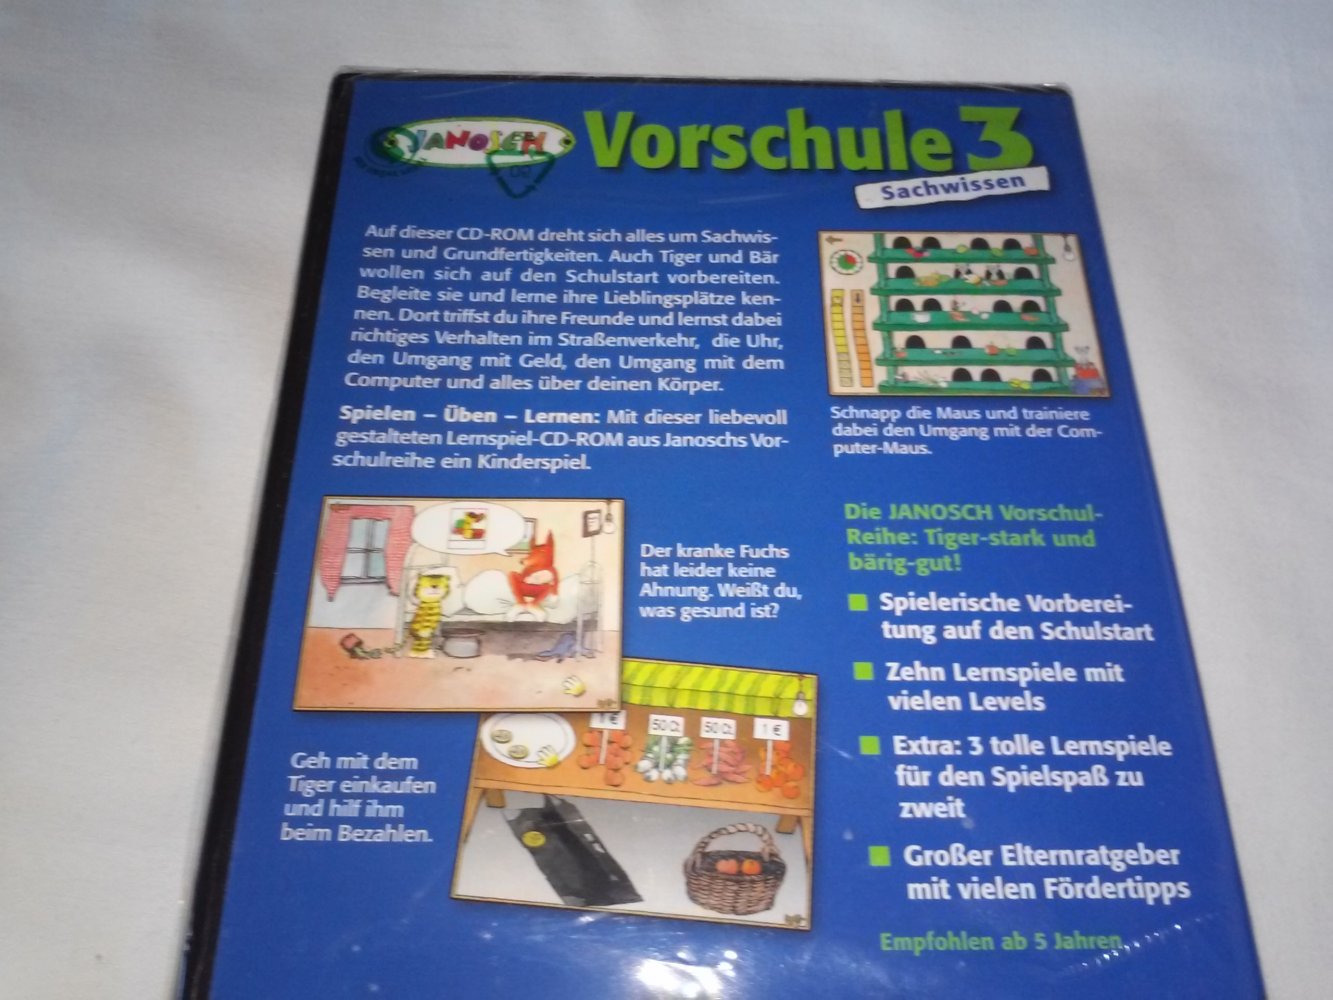 JANOSCH
Vorschule 3
Sachwissen
Auf dieser CD-ROM dreht sich alles um Sachwis-
sen und Grundfertigkeiten. Auch Tiger und Bär
wollen sich auf den Schulstart vorbereiten.
Begleite sie und lerne ihre Lieblingsplätze ken-
nen. Dort triffst du ihre Freunde und lernst dabei
richtiges Verhalten im Straßenverkehr, die Uhr,
den Umgang mit Geld, den Umgang mit dem
Computer und alles über deinen Körper.
Spielen – Üben – Lernen: Mit dieser liebevoll
gestalteten Lernspiel-CD-ROM aus Janoschs Vor-
schulreihe ein Kinderspiel.
Schnapp die Maus und trainiere
dabei den Umgang mit der Com-
puter-Maus.
Der kranke Fuchs
hat leider keine
Ahnung. Weißt du,
was gesund ist?
1 €
50 Ct.
50 Ct.
1 €
Geh mit dem
Tiger einkaufen
und hilf ihm
beim Bezahlen.
Die JANOSCH Vorschul-
Reihe: Tiger-stark und
bärig-gut!
Spielerische Vorberei-
tung auf den Schulstart
Zehn Lernspiele mit
vielen Levels
Extra: 3 tolle Lernspiele
für den Spielspaß zu
zweit
Großer Elternratgeber
mit vielen Fördertipps
Empfohlen ab 5 Jahren